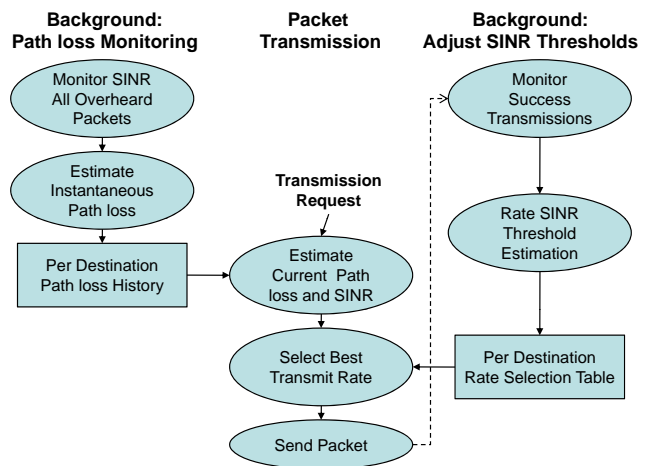 Background:
Path loss Monitoring
Monitor SINR
All Overheard
Packets
Estimate
Instantaneous
Path loss
Per Destination
Path loss History
Packet
Transmission
Transmission
Request
Estimate
Current Path
loss and SINR
Select Best
Transmit Rate
Send Packet
Background:
Adjust SINR Thresholds
Monitor
Success
Transmissions
Rate SINR
Threshold
Estimation
Per Destination
Rate Selection Table